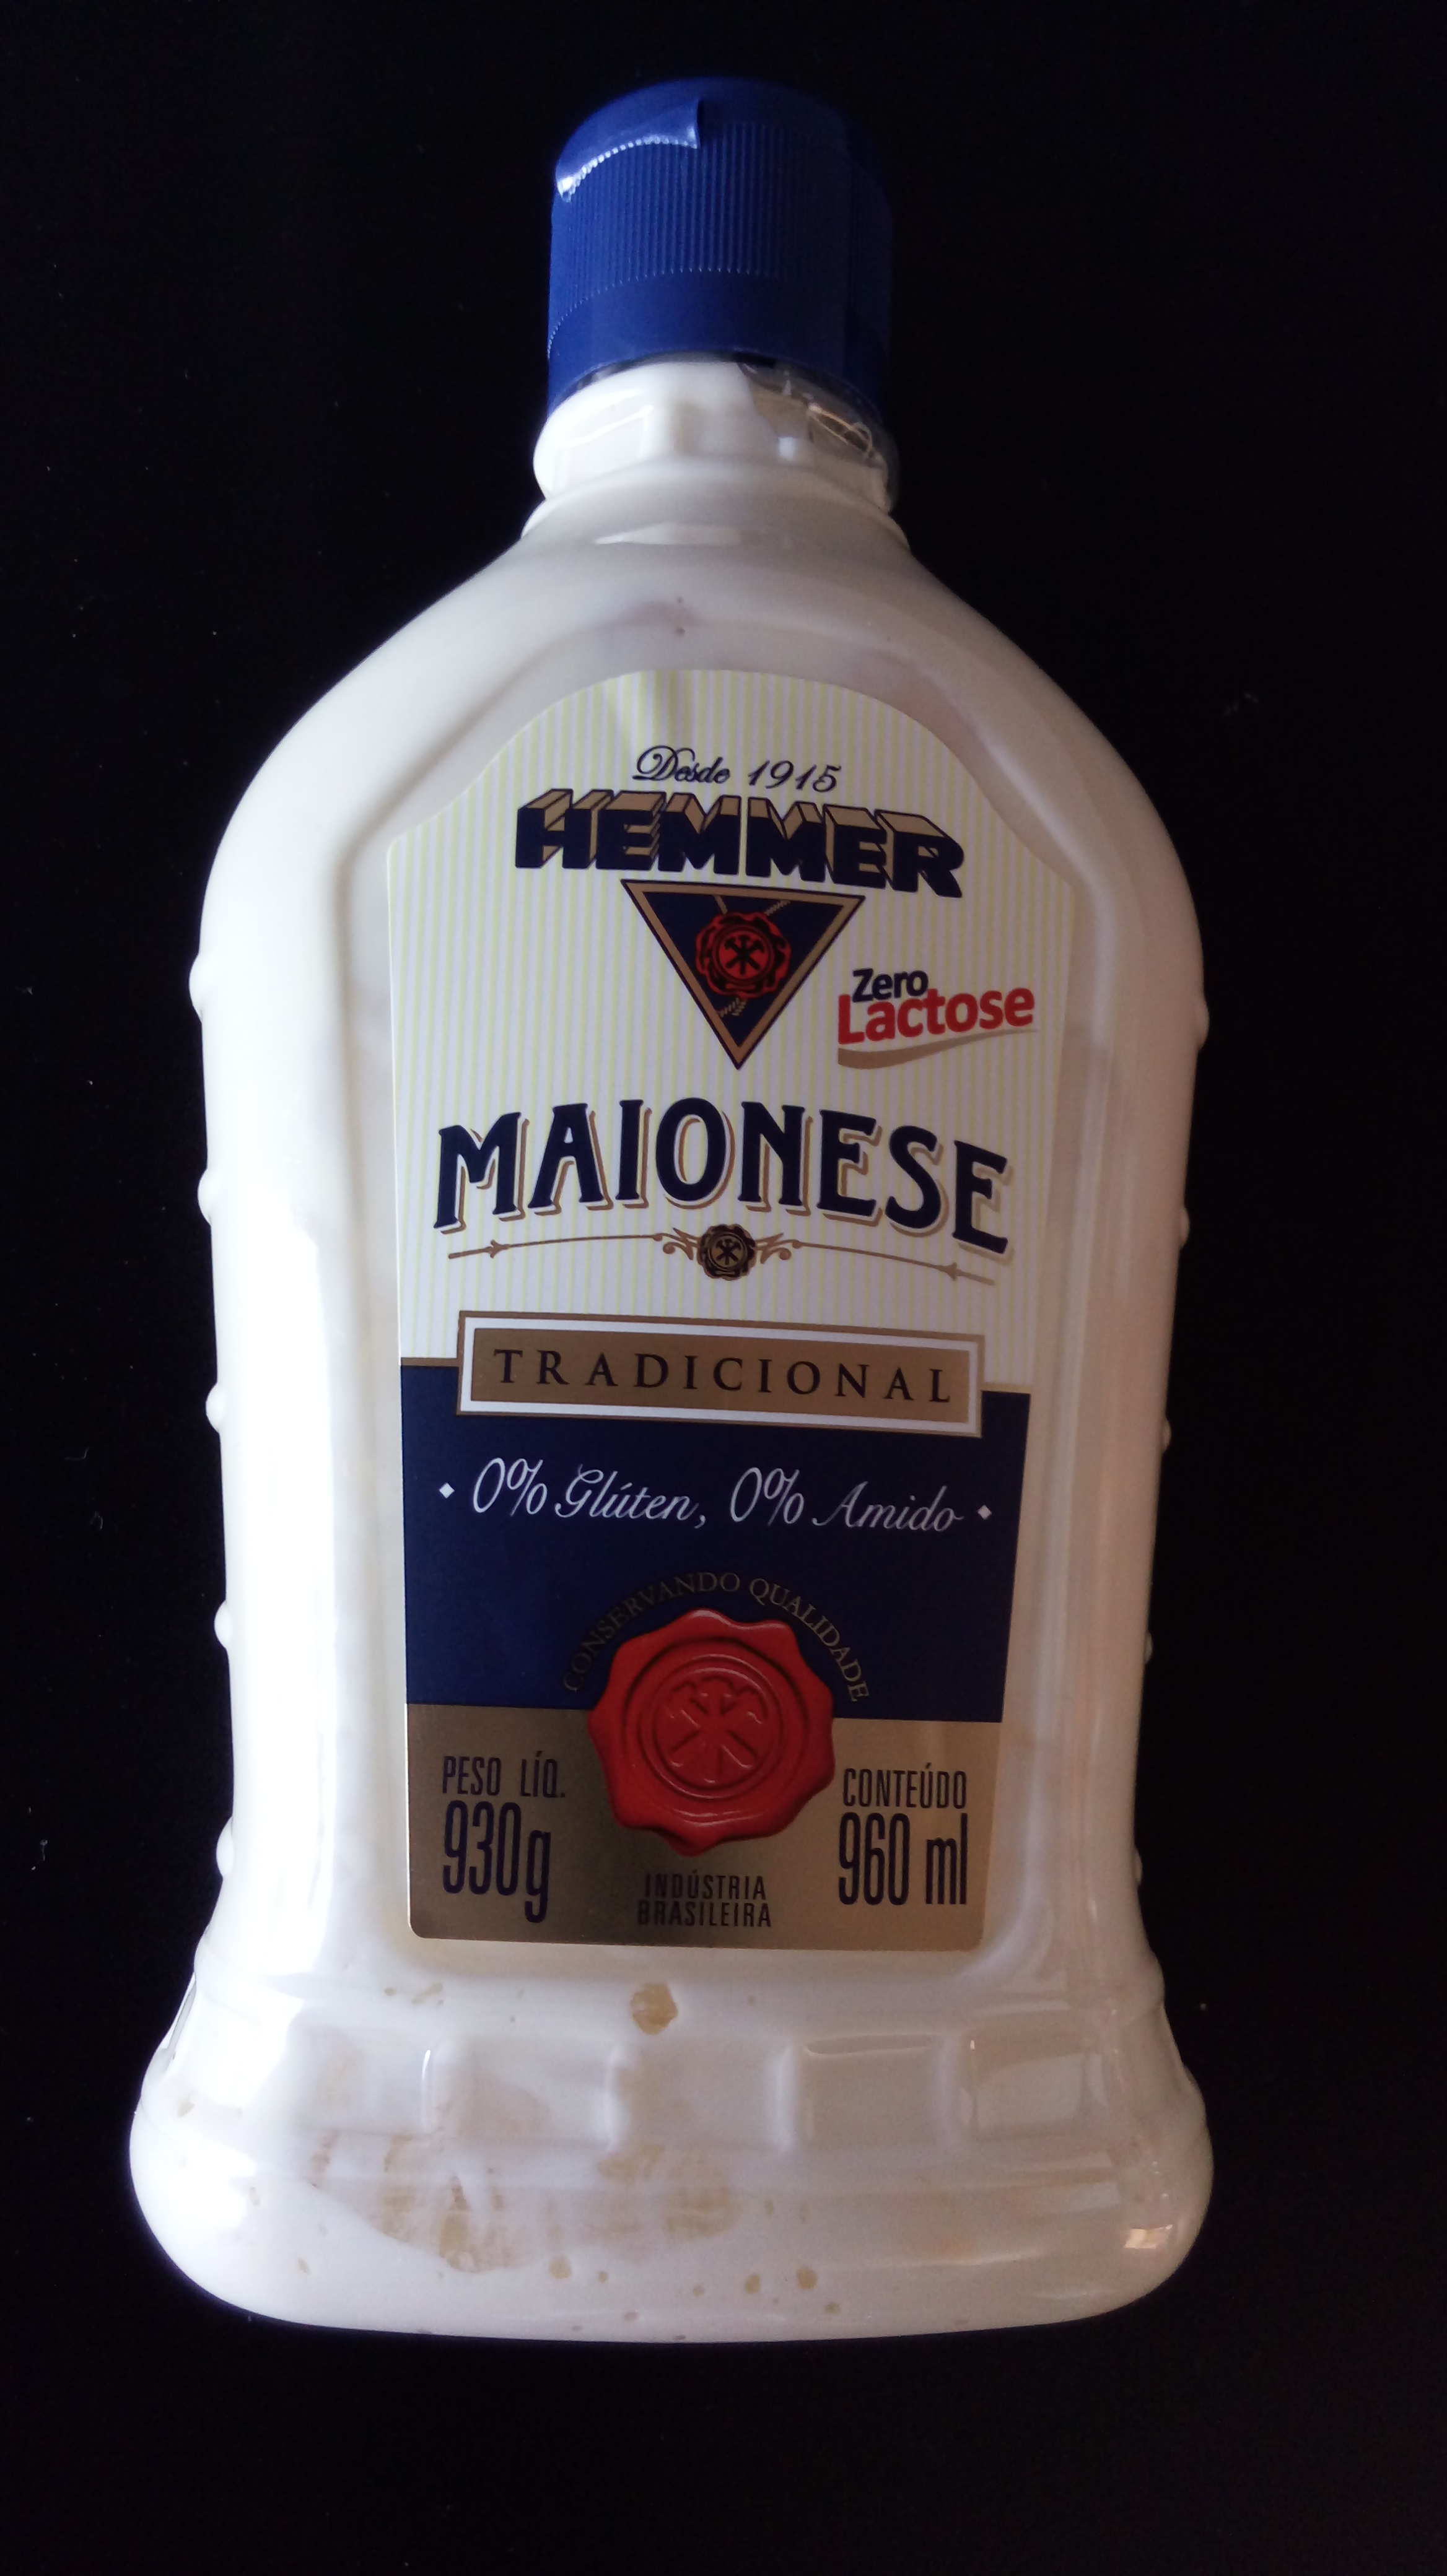 Desde 1915
HEMMER
Zero
Lactose
MAIONESE
TRADICIONAL
0% Glúten, 0% Amido
CONSERVANDO QUALIDADE
PESO LÍQ.
930g
CONTEÚDO
960 ml
INDÚSTRIA
BRASILEIRA